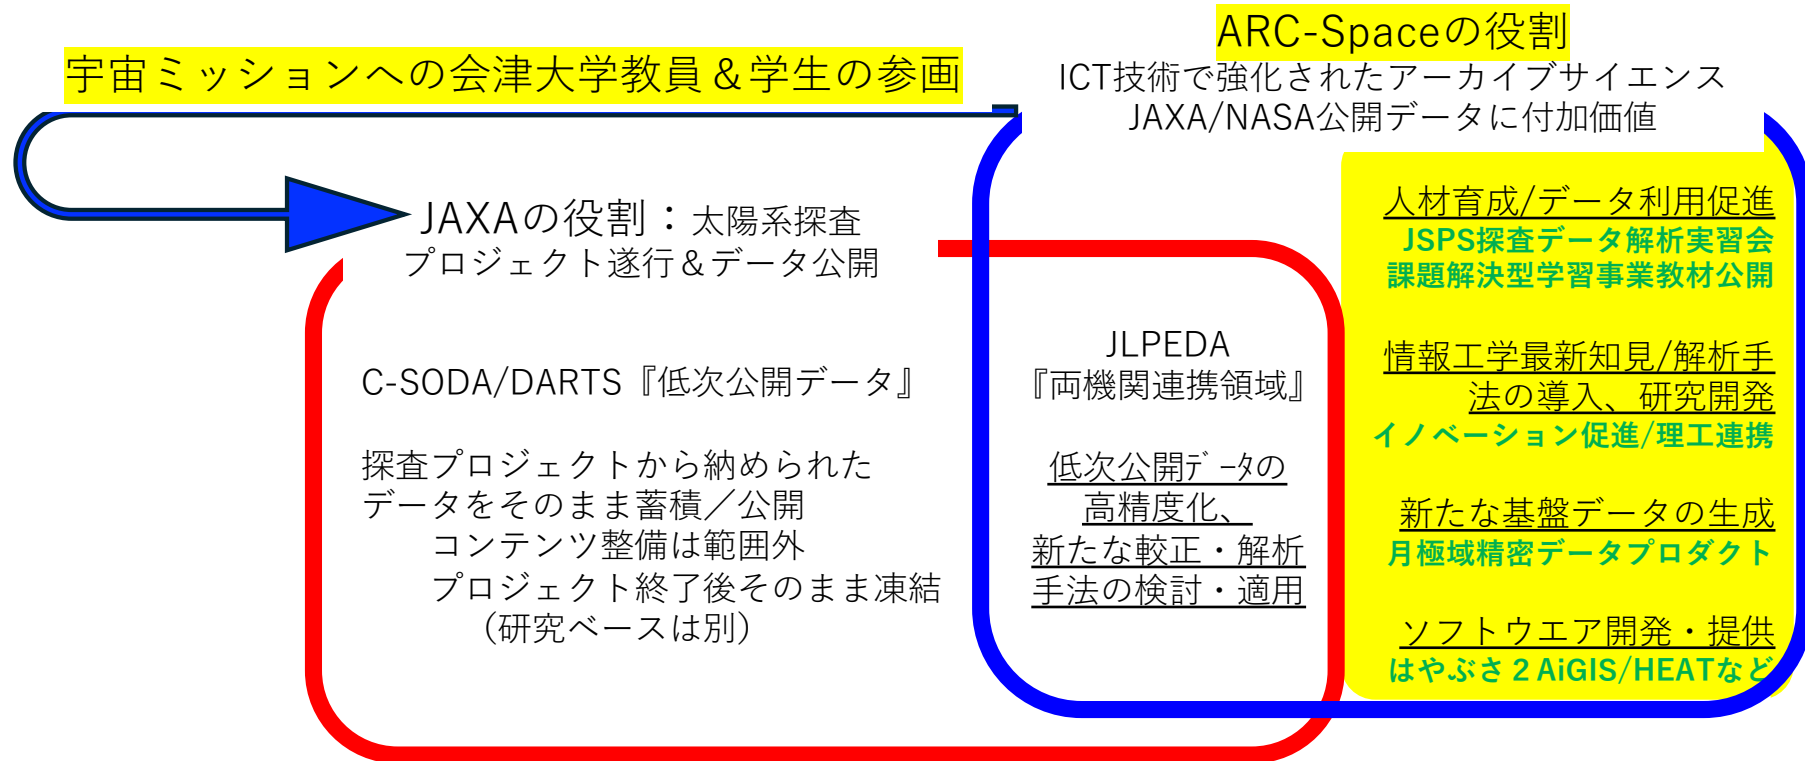 宇宙ミッションへの会津大学教員＆学生の参画
ARC-Spaceの役割
ICT技術で強化されたアーカイブサイエンス
JAXA/NASA公開データに付加価値
JAXAの役割：太陽系探査
プロジェクト遂行＆データ公開
C-SODA/DARTS『低次公開データ』
探査プロジェクトから納められた
データをそのまま蓄積／公開
コンテンツ整備は範囲外
プロジェクト終了後そのまま凍結
（研究ベースは別）
JLPEDA
『両機関連携領域』
低次公開ﾃﾞｰﾀの
高精度化、
新たな較正・解析
手法の検討・適用
人材育成/データ利用促進
JSPS探査データ解析実習会
課題解決型学習事業教材公開
情報工学最新知見/解析手
法の導入、研究開発
イノベーション促進/理工連携
新たな基盤データの生成
月極域精密データプロダクト
ソフトウエア開発・提供
はやぶさ２AiGIS/HEATなど